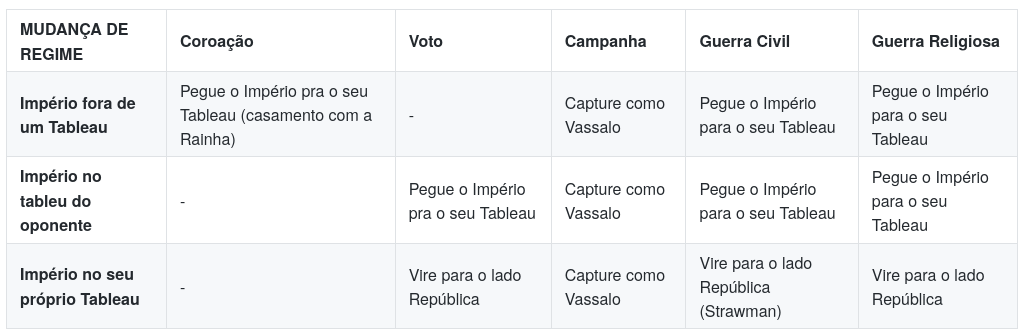 MUDANÇA DE REGIME | Coroação | Voto | Campanha | Guerra Civil | Guerra Religiosa
Império fora de um Tableau | Pegue o Império pra o seu Tableau (casamento com a Rainha) | - | Capture como Vassalo | Pegue o Império para o seu Tableau | Pegue o Império para o seu Tableau
Império no tableu do oponente | - | Pegue o Império pra o seu Tableau | Capture como Vassalo | Pegue o Império para o seu Tableau | Pegue o Império para o seu Tableau
Império no seu próprio Tableau | - | Vire para o lado República | Capture como Vassalo | Vire para o lado República (Strawman) | Vire para o lado República